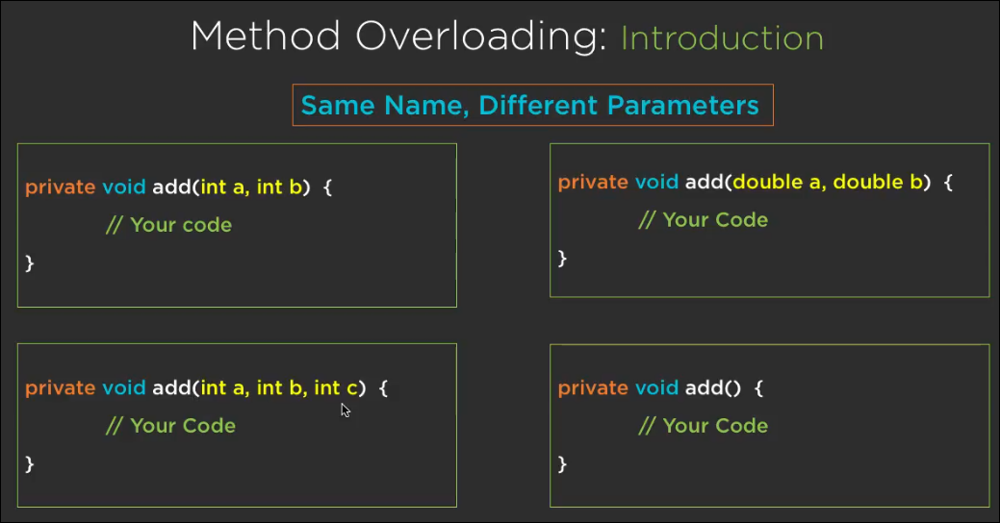 Method Overloading: Introduction
Same Name, Different Parameters
private void add(int a, int b) {
// Your code
}
private void add(double a, double b) {
// Your Code
}
private void add(int a, int b, int c) {
// Your Code
}
private void add() {
// Your Code
}